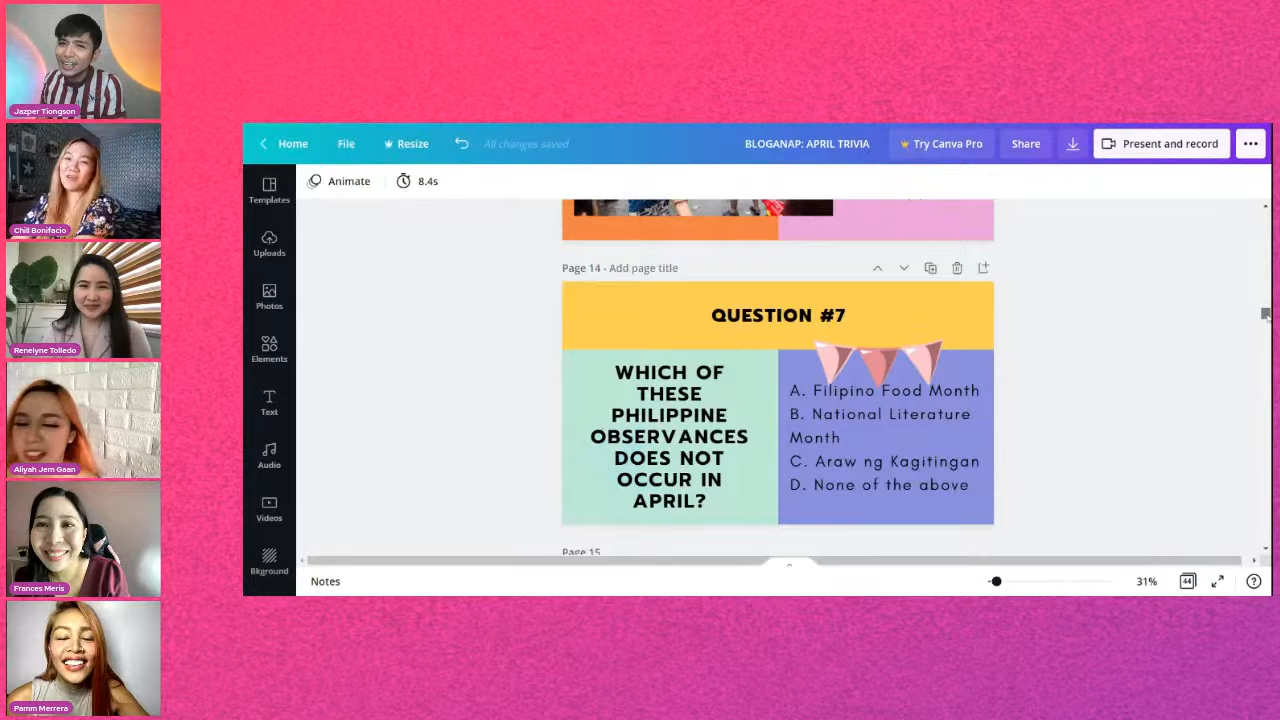 Jazper Tiongson
Chill Bonifacio
Renelyne Tolledo
Aliyah Jem Gaan
Frances Meris
Pamm Merrera
Home File Resize All changes saved BLOGANAP: APRIL TRIVIA Try Canva Pro Share Present and record
Animate 8.4s
Templates
Uploads
Photos
Elements
Text
Audio
Videos
Bkground
Page 14 - Add page title
QUESTION #7
WHICH OF
THESE
PHILIPPINE
OBSERVANCES
DOES NOT
OCCUR IN
APRIL?
A. Filipino Food Month
B. National Literature
Month
C. Araw ng Kagitingan
D. None of the above
Page 15
Notes 31% 44